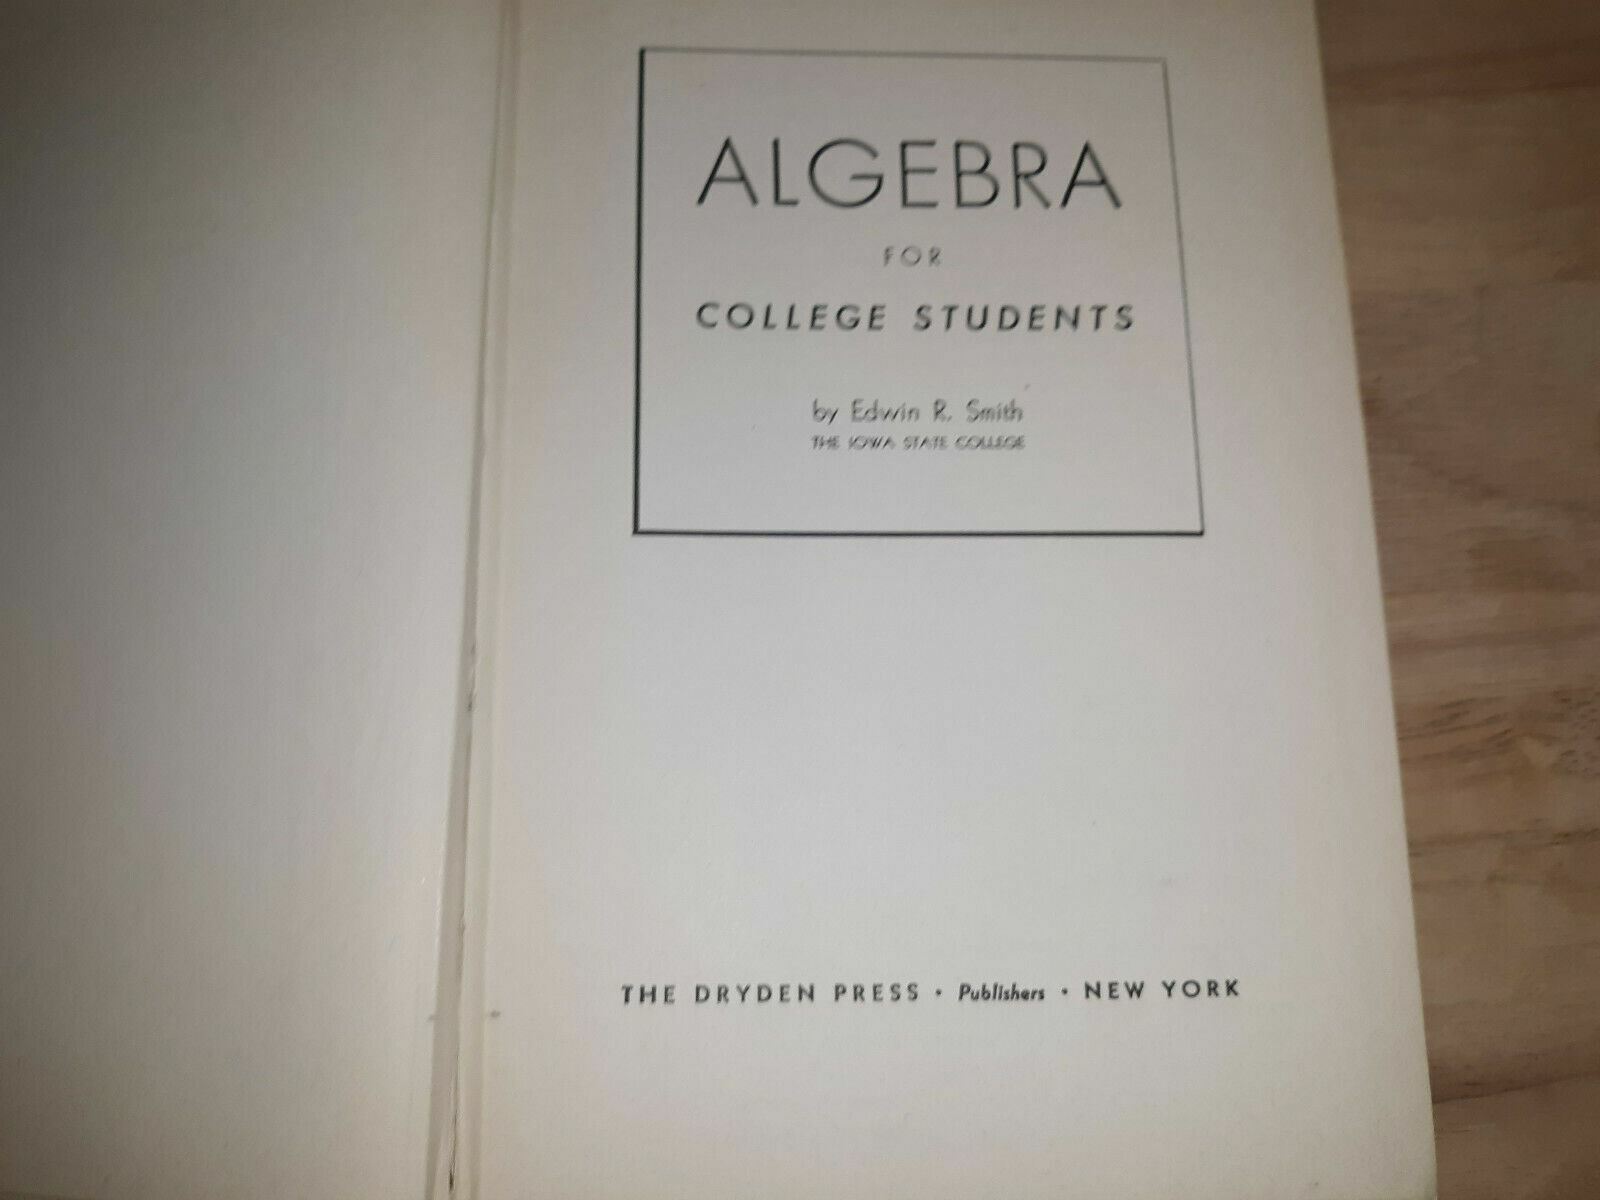 ALGEBRA
FOR
COLLEGE STUDENTS
by Edwin R. Smith
THE IOWA STATE COLLEGE
THE DRYDEN PRESS · Publishers · NEW YORK